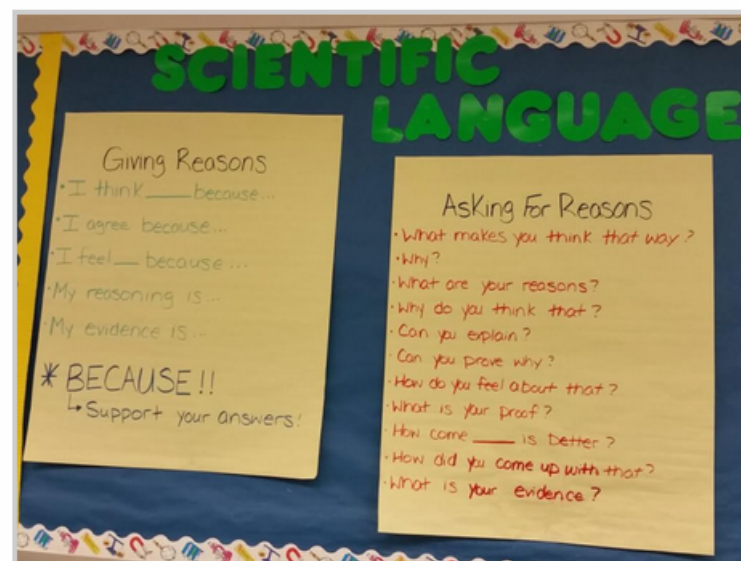 SCIENTIFIC
LANGUAGE
Giving Reasons
• I think ____ because...
• I agree because...
• I feel __ because...
• My reasoning is...
• My evidence is...
* BECAUSE!!
↳ Support your answers!
Asking For Reasons
• What makes you think that way?
• Why?
• What are your reasons?
• Why do you think that?
• Can you explain?
• Can you prove why?
• How do you feel about that?
• What is your proof?
• How come ____ is better?
• How did you come up with that?
• What is your evidence?